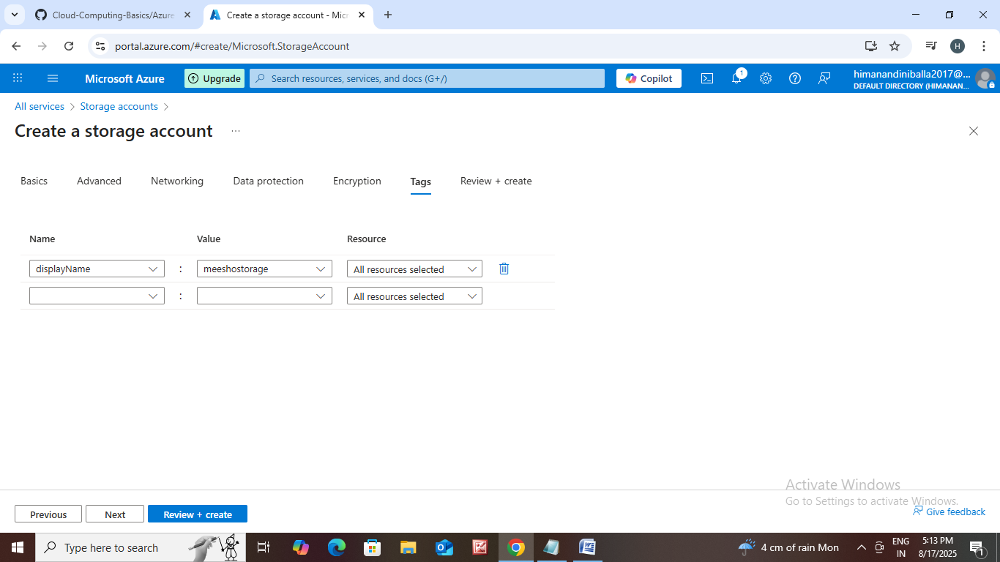 Cloud-Computing-Basics/Azure
Create a storage account - Micr
portal.azure.com/#create/Microsoft.StorageAccount
H
Microsoft Azure
Upgrade
Search resources, services, and docs (G+/)
Copilot
1
himanandiniballa2017@...
DEFAULT DIRECTORY (HIMANAN...
All services > Storage accounts >
Create a storage account ...
Basics Advanced Networking Data protection Encryption Tags Review + create
Name Value Resource
displayName : meeshostorage All resources selected
: All resources selected
Activate Windows
Go to Settings to activate Windows.
Previous Next Review + create
Give feedback
Type here to search
4 cm of rain Mon
ENG
IN
5:13 PM
8/17/2025
1